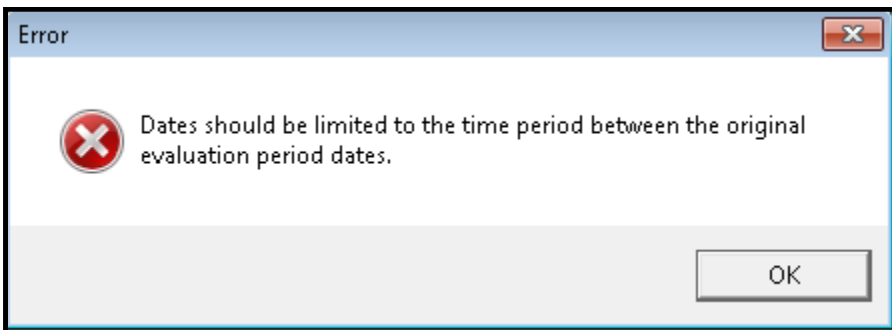 Error
Dates should be limited to the time period between the original
evaluation period dates.
OK